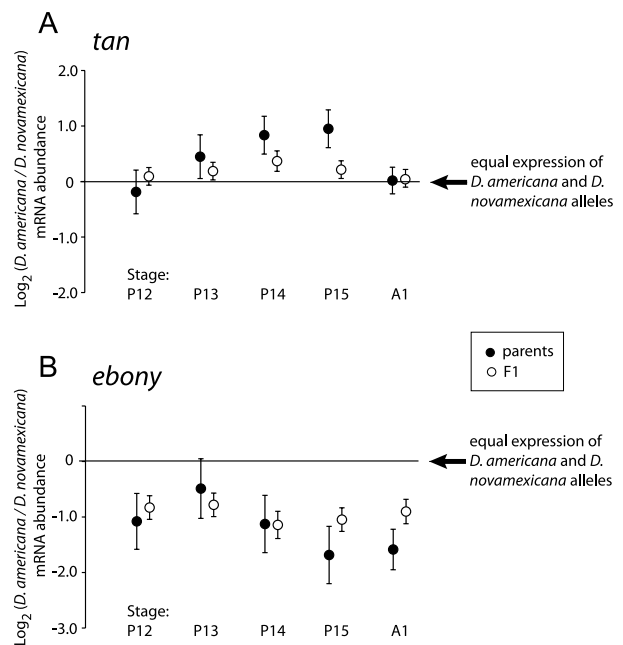 A
tan
Log2 (D. americana / D. novamexicana)
mRNA abundance
2.0
1.0
0
-1.0
-2.0
equal expression of
D. americana and D.
novamexicana alleles
Stage:
P12 P13 P14 P15 A1
B
ebony
parents
F1
Log2 (D. americana / D. novamexicana)
mRNA abundance
0
-1.0
-2.0
-3.0
equal expression of
D. americana and D.
novamexicana alleles
Stage:
P12 P13 P14 P15 A1